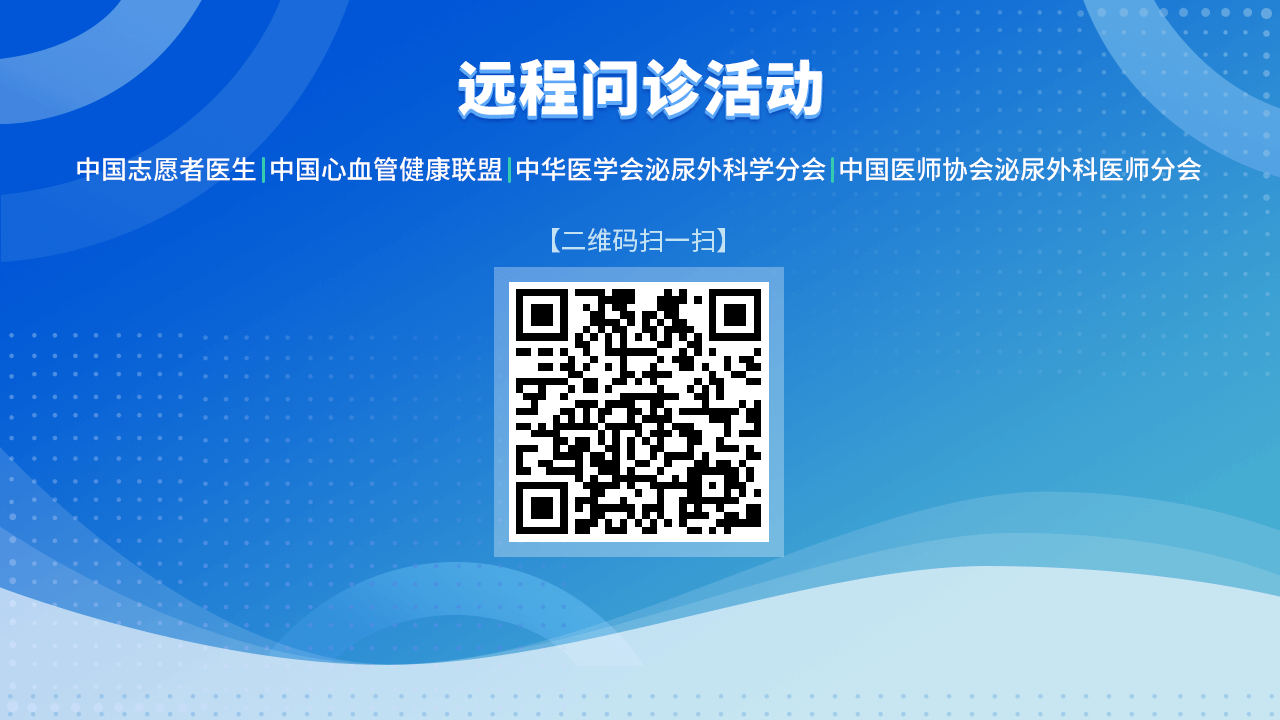 远程问诊活动
中国志愿者医生|中国心血管健康联盟|中华医学会泌尿外科学分会|中国医师协会泌尿外科医师分会
【二维码扫一扫】